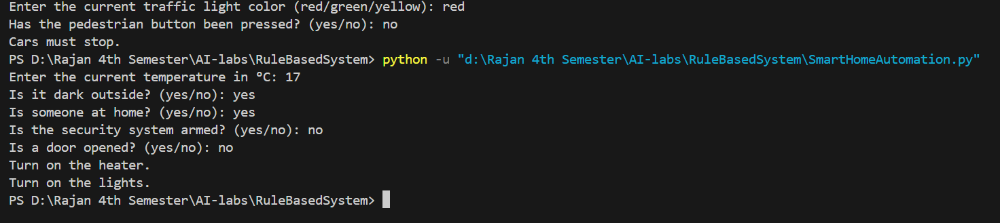 Enter the current traffic light color (red/green/yellow): red
Has the pedestrian button been pressed? (yes/no): no
Cars must stop.
PS D:\Rajan 4th Semester\AI-labs\RuleBasedSystem> python -u "d:\Rajan 4th Semester\AI-labs\RuleBasedSystem\SmartHomeAutomation.py"
Enter the current temperature in °C: 17
Is it dark outside? (yes/no): yes
Is someone at home? (yes/no): yes
Is the security system armed? (yes/no): no
Is a door opened? (yes/no): no
Turn on the heater.
Turn on the lights.
PS D:\Rajan 4th Semester\AI-labs\RuleBasedSystem>